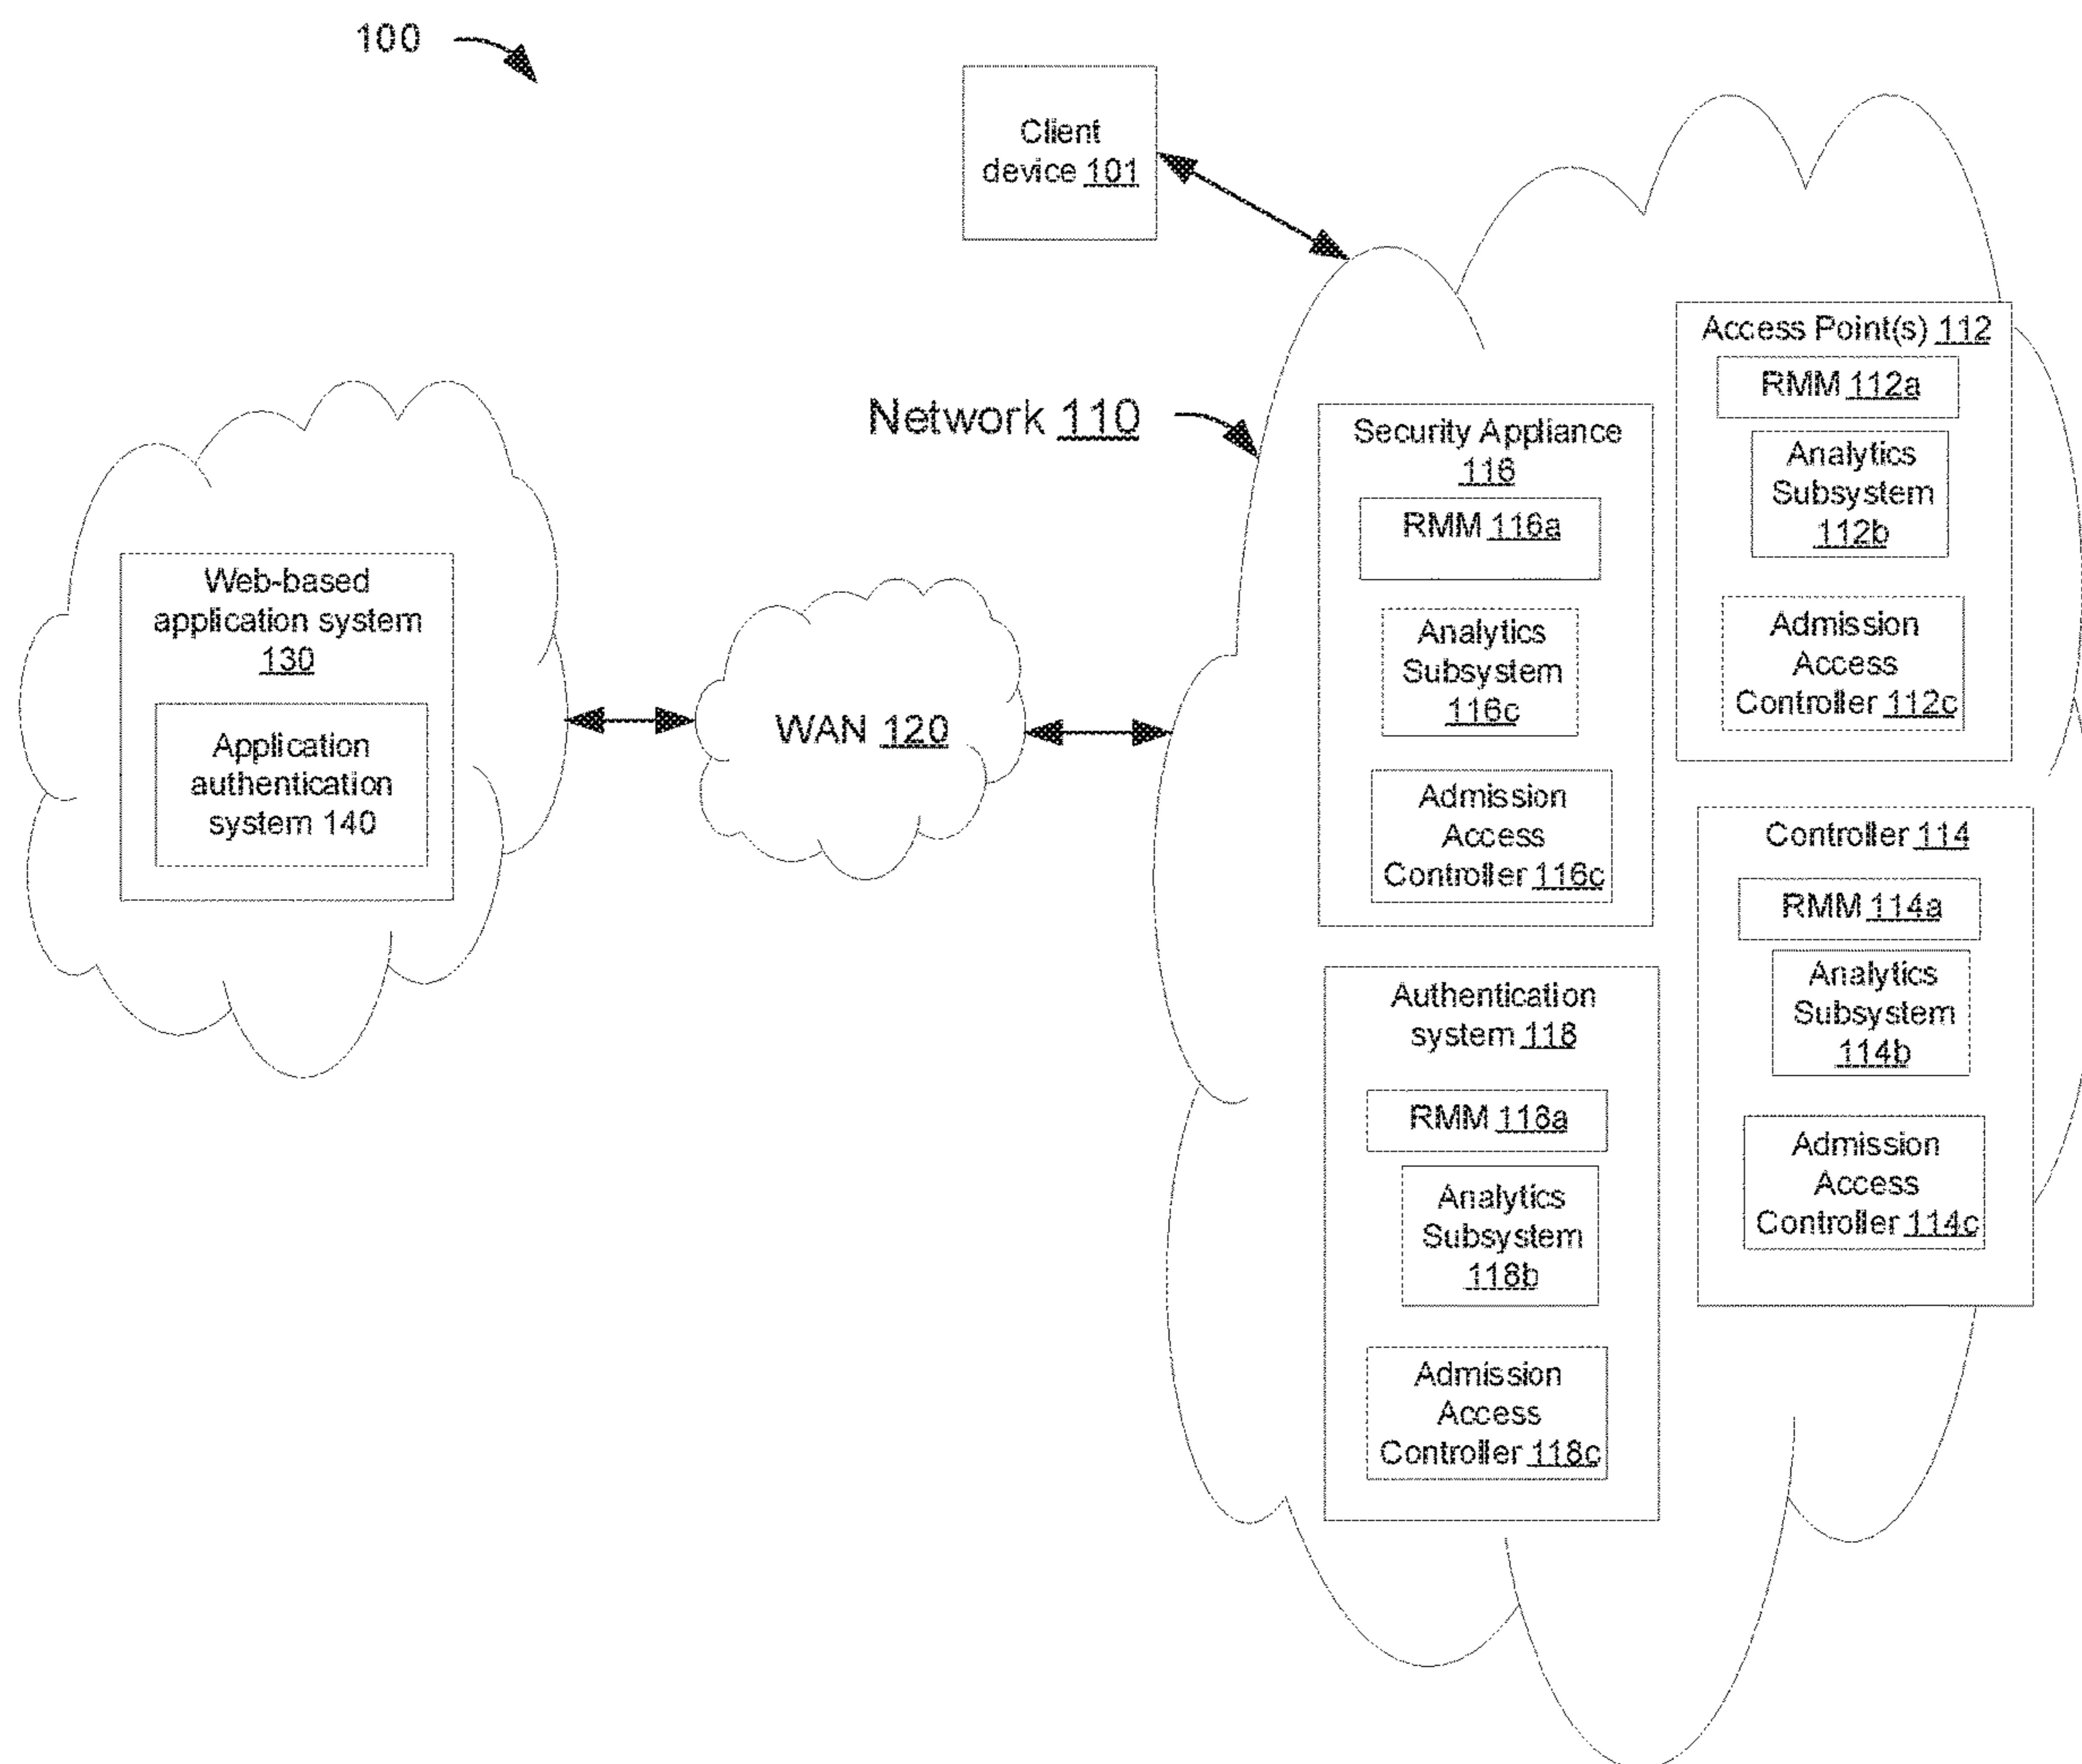 100
Client
device 101
Network 110
Access Point(s) 112
RMM 112a
Analytics
Subsystem
112b
Admission
Access
Controller 112c
Security Appliance
116
RMM 116a
Analytics
Subsystem
116c
Admission
Access
Controller 116c
Web-based
application system
130
Application
authentication
system 140
WAN 120
Controller 114
RMM 114a
Analytics
Subsystem
114b
Admission
Access
Controller 114c
Authentication
system 118
RMM 118a
Analytics
Subsystem
118b
Admission
Access
Controller 118c